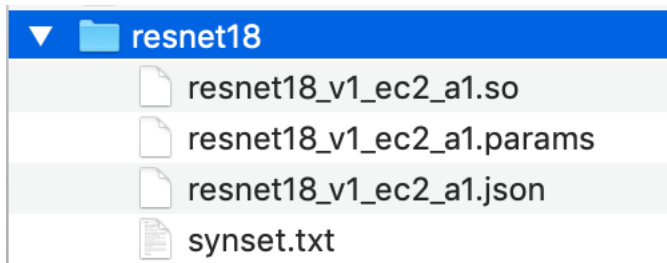 resnet18
resnet18_v1_ec2_a1.so
resnet18_v1_ec2_a1.params
resnet18_v1_ec2_a1.json
synset.txt